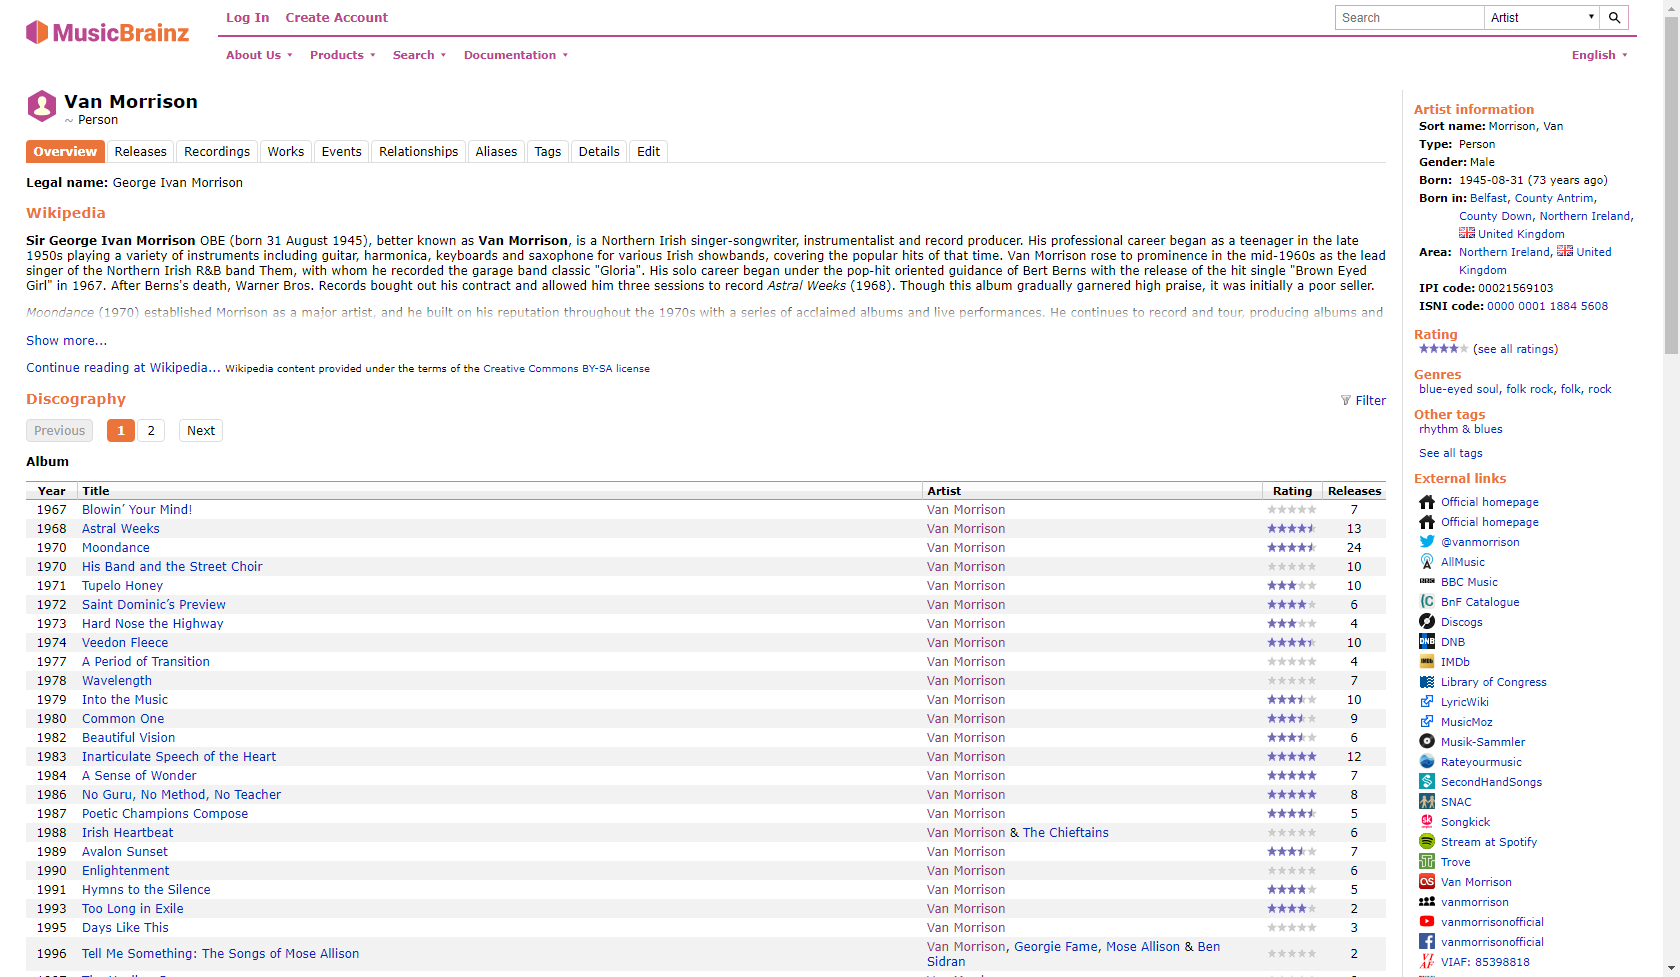 MusicBrainz
Log In Create Account
Search Artist
About Us Products Search Documentation
English
Van Morrison
~ Person
Overview Releases Recordings Works Events Relationships Aliases Tags Details Edit
Legal name: George Ivan Morrison
Wikipedia
Sir George Ivan Morrison OBE (born 31 August 1945), better known as Van Morrison, is a Northern Irish singer-songwriter, instrumentalist and record producer. His professional career began as a teenager in the late
1950s playing a variety of instruments including guitar, harmonica, keyboards and saxophone for various Irish showbands, covering the popular hits of that time. Van Morrison rose to prominence in the mid-1960s as the lead
singer of the Northern Irish R&B band Them, with whom he recorded the garage band classic "Gloria". His solo career began under the pop-hit oriented guidance of Bert Berns with the release of the hit single "Brown Eyed
Girl" in 1967. After Berns's death, Warner Bros. Records bought out his contract and allowed him three sessions to record Astral Weeks (1968). Though this album gradually garnered high praise, it was initially a poor seller.
Moondance (1970) established Morrison as a major artist, and he built on his reputation throughout the 1970s with a series of acclaimed albums and live performances. He continues to record and tour, producing albums and
Show more...
Continue reading at Wikipedia... Wikipedia content provided under the terms of the Creative Commons BY-SA license
Discography
Filter
Previous 1 2 Next
Album
Year Title Artist Rating Releases
1967 Blowin’ Your Mind! Van Morrison 7
1968 Astral Weeks Van Morrison 13
1970 Moondance Van Morrison 24
1970 His Band and the Street Choir Van Morrison 10
1971 Tupelo Honey Van Morrison 10
1972 Saint Dominic’s Preview Van Morrison 6
1973 Hard Nose the Highway Van Morrison 4
1974 Veedon Fleece Van Morrison 10
1977 A Period of Transition Van Morrison 4
1978 Wavelength Van Morrison 7
1979 Into the Music Van Morrison 10
1980 Common One Van Morrison 9
1982 Beautiful Vision Van Morrison 6
1983 Inarticulate Speech of the Heart Van Morrison 12
1984 A Sense of Wonder Van Morrison 7
1986 No Guru, No Method, No Teacher Van Morrison 8
1987 Poetic Champions Compose Van Morrison 5
1988 Irish Heartbeat Van Morrison & The Chieftains 6
1989 Avalon Sunset Van Morrison 7
1990 Enlightenment Van Morrison 6
1991 Hymns to the Silence Van Morrison 5
1993 Too Long in Exile Van Morrison 2
1995 Days Like This Van Morrison 3
1996 Tell Me Something: The Songs of Mose Allison Van Morrison, Georgie Fame, Mose Allison & Ben
Sidran 2
Artist information
Sort name: Morrison, Van
Type: Person
Gender: Male
Born: 1945-08-31 (73 years ago)
Born in: Belfast, County Antrim,
County Down, Northern Ireland,
United Kingdom
Area: Northern Ireland, United
Kingdom
IPI code: 00021569103
ISNI code: 0000 0001 1884 5608
Rating
(see all ratings)
Genres
blue-eyed soul, folk rock, folk, rock
Other tags
rhythm & blues
See all tags
External links
Official homepage
Official homepage
@vanmorrison
AllMusic
BBC Music
BnF Catalogue
Discogs
DNB DNB
IMDb
Library of Congress
LyricWiki
MusicMoz
Musik-Sammler
Rateyourmusic
SecondHandSongs
SNAC
Songkick
Stream at Spotify
Trove
Van Morrison
vanmorrison
vanmorrisonofficial
vanmorrisonofficial
VIAF: 85398818